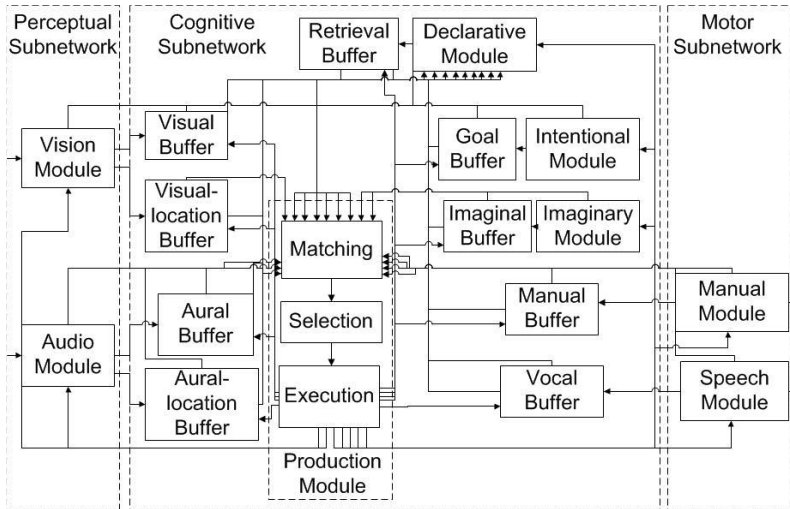 Perceptual
Subnetwork
Cognitive
Subnetwork
Retrieval
Buffer
Declarative
Module
Motor
Subnetwork
Vision
Module
Visual
Buffer
Goal
Buffer
Intentional
Module
Visual-
location
Buffer
Matching
Imaginal
Buffer
Imaginary
Module
Audio
Module
Aural
Buffer
Selection
Manual
Buffer
Manual
Module
Aural-
location
Buffer
Execution
Vocal
Buffer
Speech
Module
Production
Module